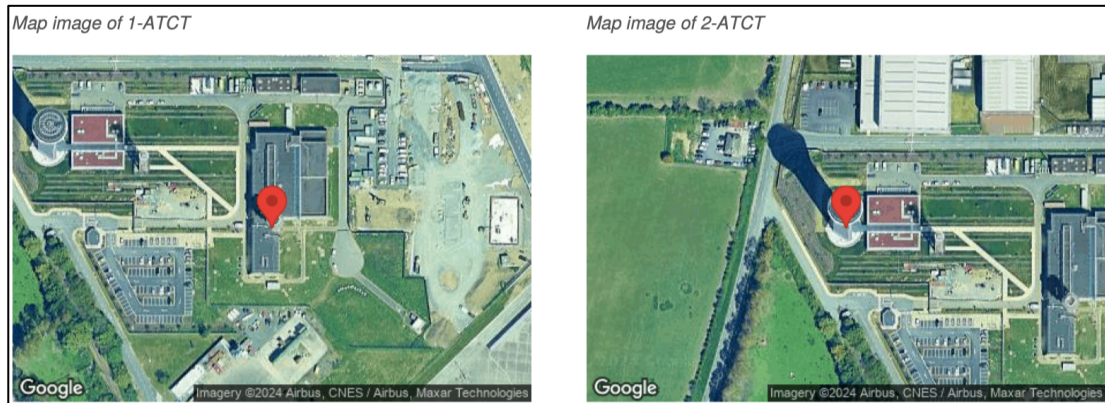 Map image of 1-ATCT
Map image of 2-ATCT
Google
Imagery ©2024 Airbus, CNES / Airbus, Maxar Technologies
Google
Imagery ©2024 Airbus, CNES / Airbus, Maxar Technologies